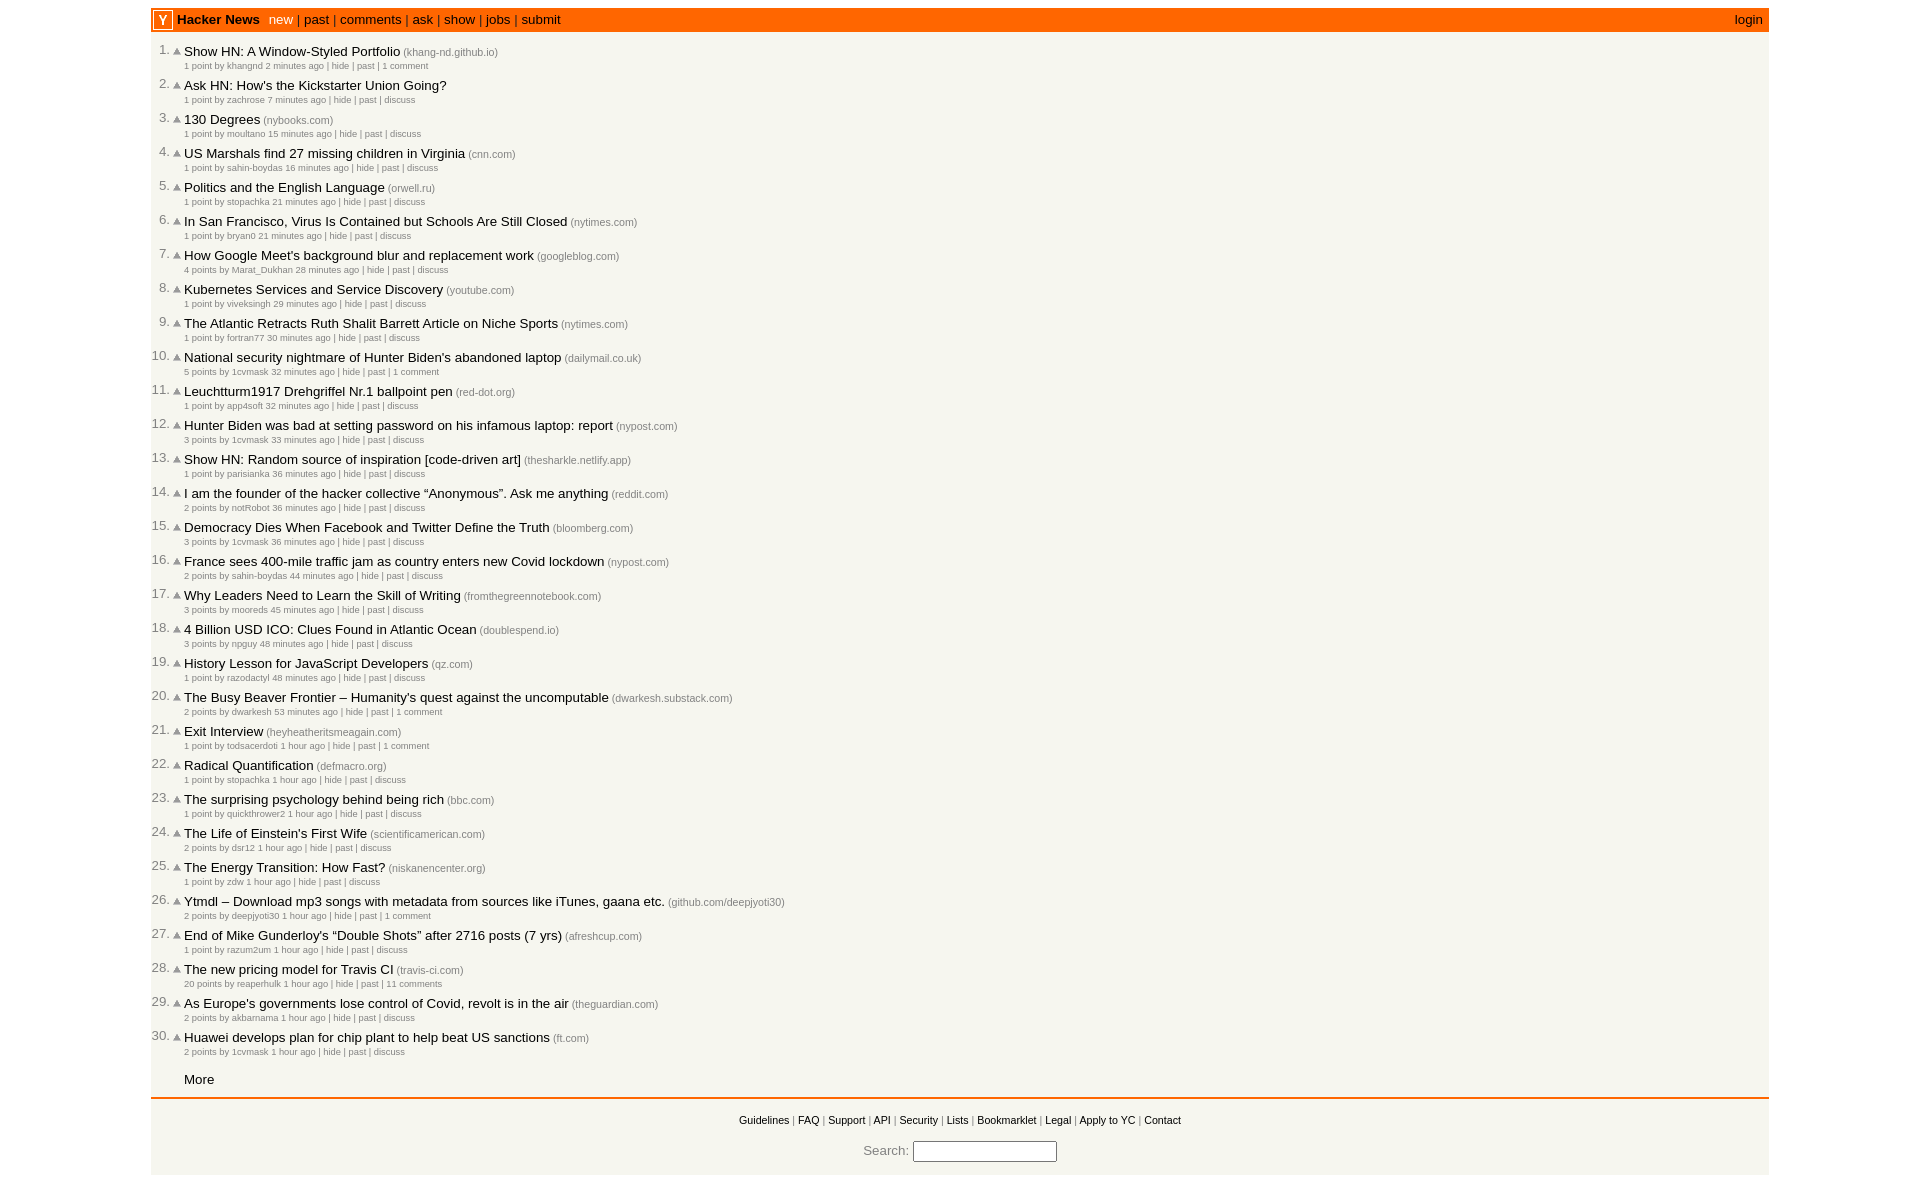 Y Hacker News new | past | comments | ask | show | jobs | submit login
1. Show HN: A Window-Styled Portfolio (khang-nd.github.io)
1 point by khangnd 2 minutes ago | hide | past | 1 comment
2. Ask HN: How's the Kickstarter Union Going?
1 point by zachrose 7 minutes ago | hide | past | discuss
3. 130 Degrees (nybooks.com)
1 point by moultano 15 minutes ago | hide | past | discuss
4. US Marshals find 27 missing children in Virginia (cnn.com)
1 point by sahin-boydas 16 minutes ago | hide | past | discuss
5. Politics and the English Language (orwell.ru)
1 point by stopachka 21 minutes ago | hide | past | discuss
6. In San Francisco, Virus Is Contained but Schools Are Still Closed (nytimes.com)
1 point by bryan0 21 minutes ago | hide | past | discuss
7. How Google Meet's background blur and replacement work (googleblog.com)
4 points by Marat_Dukhan 28 minutes ago | hide | past | discuss
8. Kubernetes Services and Service Discovery (youtube.com)
1 point by viveksingh 29 minutes ago | hide | past | discuss
9. The Atlantic Retracts Ruth Shalit Barrett Article on Niche Sports (nytimes.com)
1 point by fortran77 30 minutes ago | hide | past | discuss
10. National security nightmare of Hunter Biden's abandoned laptop (dailymail.co.uk)
5 points by 1cvmask 32 minutes ago | hide | past | 1 comment
11. Leuchtturm1917 Drehgriffel Nr.1 ballpoint pen (red-dot.org)
1 point by app4soft 32 minutes ago | hide | past | discuss
12. Hunter Biden was bad at setting password on his infamous laptop: report (nypost.com)
3 points by 1cvmask 33 minutes ago | hide | past | discuss
13. Show HN: Random source of inspiration [code-driven art] (thesharkle.netlify.app)
1 point by parisianka 36 minutes ago | hide | past | discuss
14. I am the founder of the hacker collective “Anonymous”. Ask me anything (reddit.com)
2 points by notRobot 36 minutes ago | hide | past | discuss
15. Democracy Dies When Facebook and Twitter Define the Truth (bloomberg.com)
3 points by 1cvmask 36 minutes ago | hide | past | discuss
16. France sees 400-mile traffic jam as country enters new Covid lockdown (nypost.com)
2 points by sahin-boydas 44 minutes ago | hide | past | discuss
17. Why Leaders Need to Learn the Skill of Writing (fromthegreennotebook.com)
3 points by mooreds 45 minutes ago | hide | past | discuss
18. 4 Billion USD ICO: Clues Found in Atlantic Ocean (doublespend.io)
3 points by npguy 48 minutes ago | hide | past | discuss
19. History Lesson for JavaScript Developers (qz.com)
1 point by razodactyl 48 minutes ago | hide | past | discuss
20. The Busy Beaver Frontier – Humanity's quest against the uncomputable (dwarkesh.substack.com)
2 points by dwarkesh 53 minutes ago | hide | past | 1 comment
21. Exit Interview (heyheatheritsmeagain.com)
1 point by todsacerdoti 1 hour ago | hide | past | 1 comment
22. Radical Quantification (defmacro.org)
1 point by stopachka 1 hour ago | hide | past | discuss
23. The surprising psychology behind being rich (bbc.com)
1 point by quickthrower2 1 hour ago | hide | past | discuss
24. The Life of Einstein's First Wife (scientificamerican.com)
2 points by dsr12 1 hour ago | hide | past | discuss
25. The Energy Transition: How Fast? (niskanencenter.org)
1 point by zdw 1 hour ago | hide | past | discuss
26. Ytmdl – Download mp3 songs with metadata from sources like iTunes, gaana etc. (github.com/deepjyoti30)
2 points by deepjyoti30 1 hour ago | hide | past | 1 comment
27. End of Mike Gunderloy's “Double Shots” after 2716 posts (7 yrs) (afreshcup.com)
1 point by razum2um 1 hour ago | hide | past | discuss
28. The new pricing model for Travis CI (travis-ci.com)
20 points by reaperhulk 1 hour ago | hide | past | 11 comments
29. As Europe's governments lose control of Covid, revolt is in the air (theguardian.com)
2 points by akbarnama 1 hour ago | hide | past | discuss
30. Huawei develops plan for chip plant to help beat US sanctions (ft.com)
2 points by 1cvmask 1 hour ago | hide | past | discuss
More
Guidelines | FAQ | Support | API | Security | Lists | Bookmarklet | Legal | Apply to YC | Contact
Search: